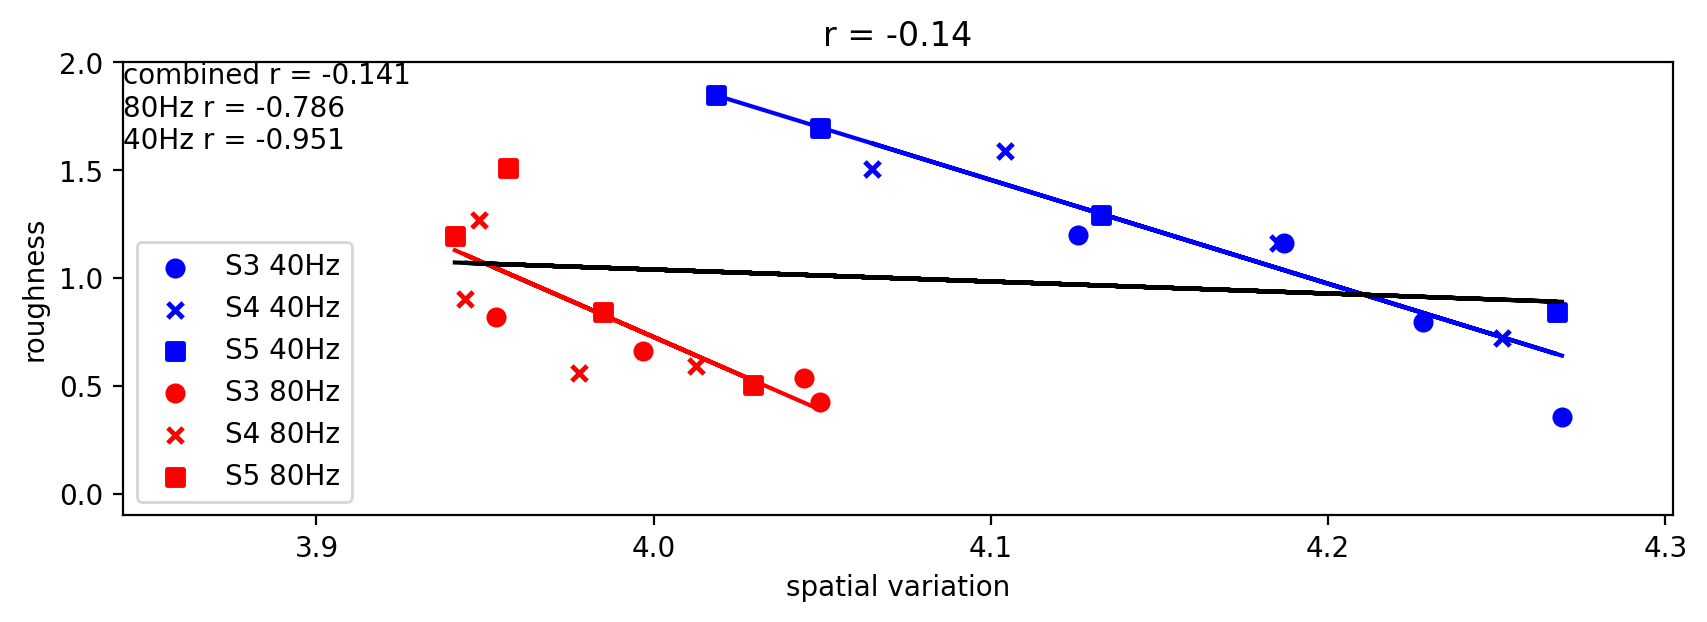 r = -0.14
combined r = -0.141
80Hz r = -0.786
40Hz r = -0.951
2.0
1.5
1.0
0.5
0.0
roughness
S3 40Hz
S4 40Hz
S5 40Hz
S3 80Hz
S4 80Hz
S5 80Hz
3.9 4.0 4.1 4.2 4.3
spatial variation